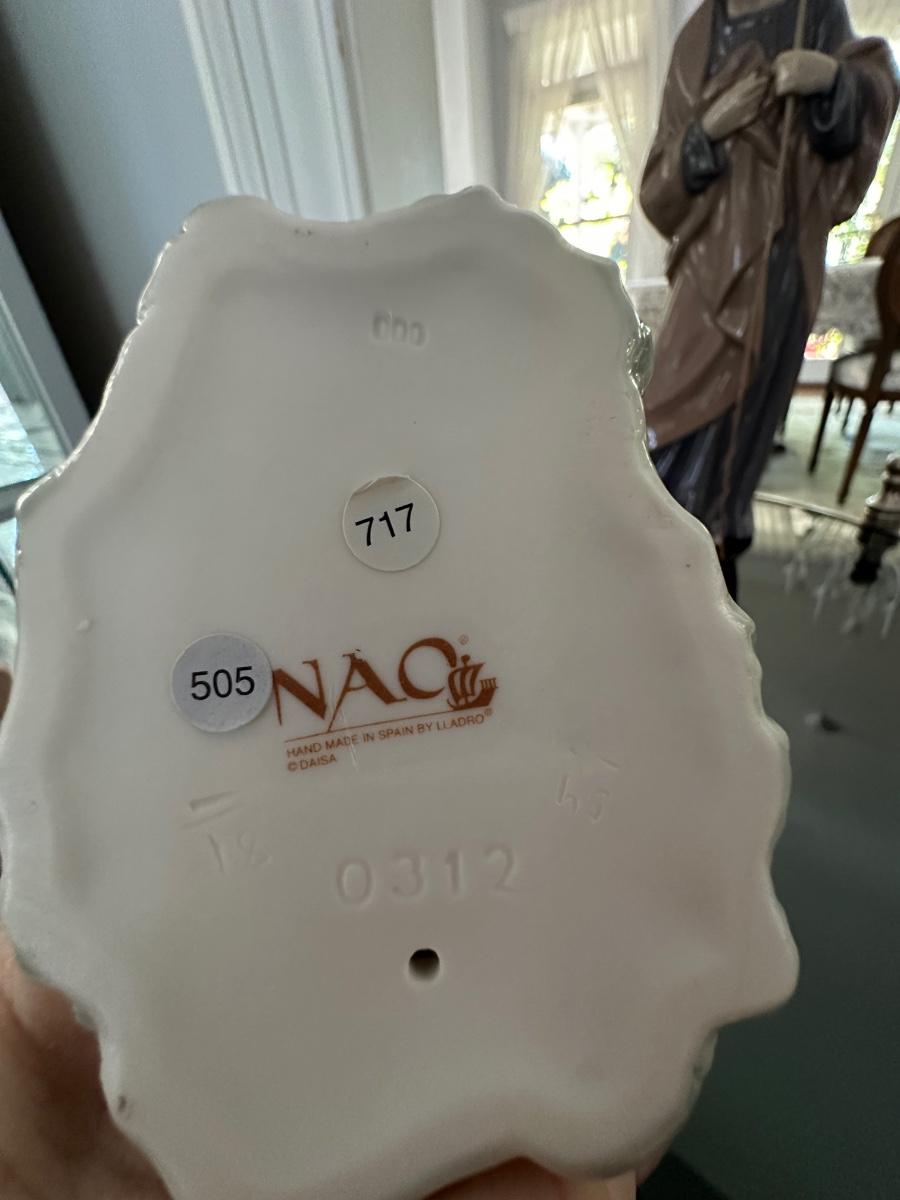 717
505
NAO®
HAND MADE IN SPAIN BY LLADRO®
©DAISA
0312